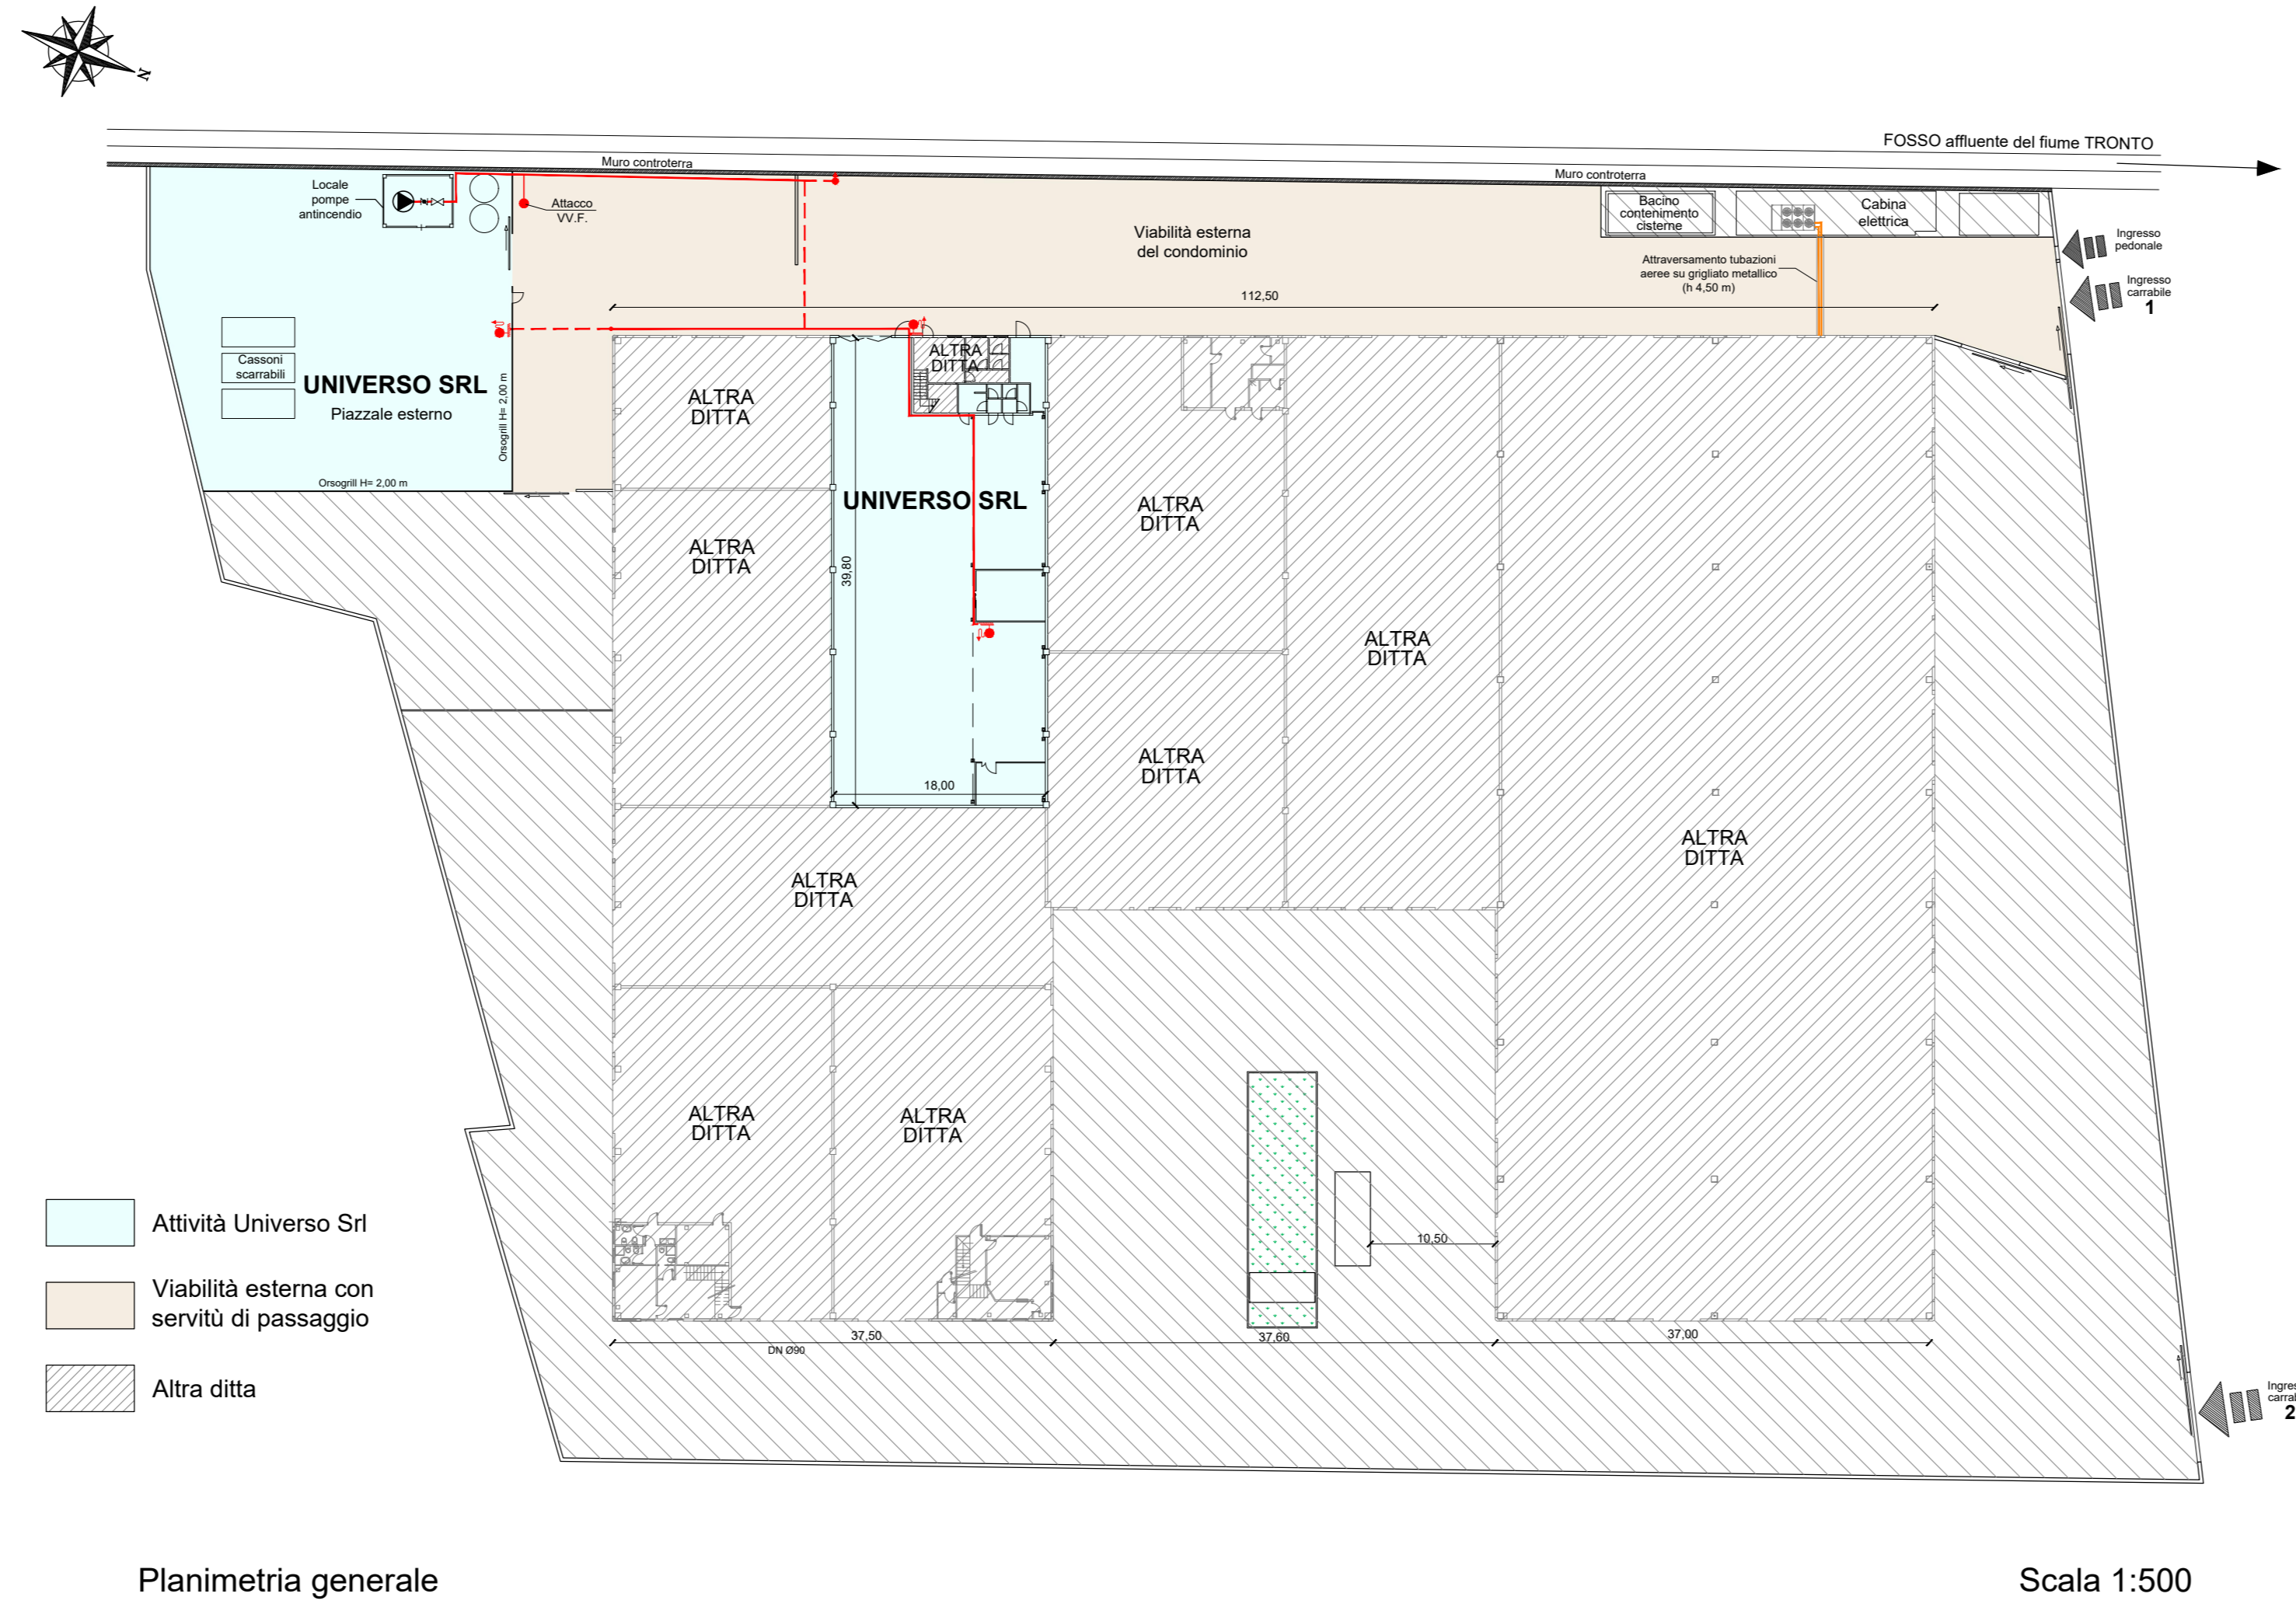 N
FOSSO affluente del fiume TRONTO
Muro controterra
Muro controterra
Locale
pompe
antincendio
Attacco
VV.F.
Viabilità esterna
del condominio
Bacino
contenimento
cisterne
Cabina
elettrica
Ingresso
pedonale
Attraversamento tubazioni
aeree su grigliato metallico
(h 4,50 m)
Ingresso
carrabile
1
112,50
Cassoni
scarrabili
UNIVERSO SRL
Piazzale esterno
Orsogrill H= 2,00 m
Orsogrill H= 2,00 m
ALTRA
DITTA
ALTRA
DITTA
UNIVERSO SRL
ALTRA
DITTA
ALTRA
DITTA
39,80
ALTRA
DITTA
ALTRA
DITTA
18,00
ALTRA
DITTA
ALTRA
DITTA
ALTRA
DITTA
ALTRA
DITTA
Attività Universo Srl
10,50
Viabilità esterna con
servitù di passaggio
37,50
37,60
37,00
DN Ø90
Altra ditta
Ingres
carral
2
Planimetria generale
Scala 1:500